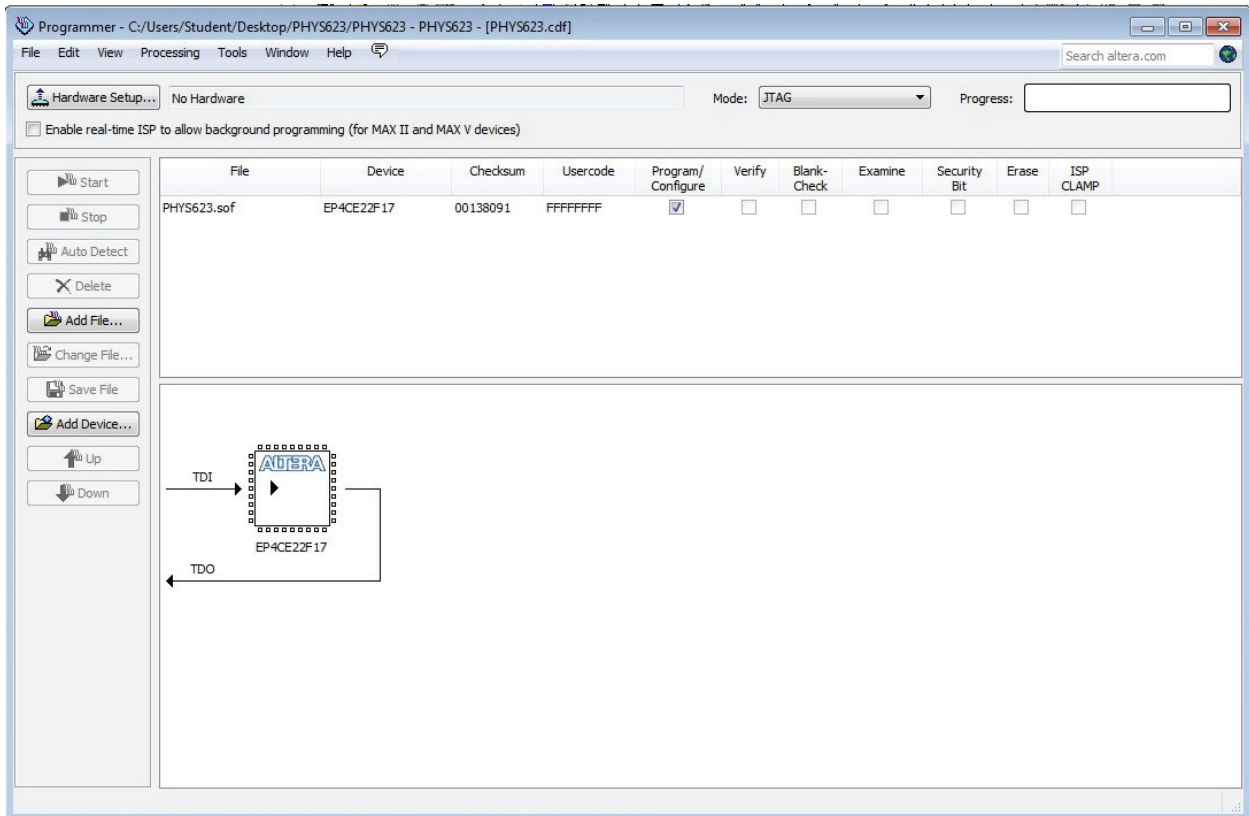 Programmer - C:/Users/Student/Desktop/PHYS623/PHYS623 - PHYS623 - [PHYS623.cdf]
File Edit View Processing Tools Window Help
Search altera.com
Hardware Setup... No Hardware Mode: JTAG Progress:
Enable real-time ISP to allow background programming (for MAX II and MAX V devices)
File Device Checksum Usercode Program/ Verify Blank- Examine Security Erase ISP
Configure Check Bit CLAMP
PHYS623.sof EP4CE22F17 00138091 FFFFFFFF
Start
Stop
Auto Detect
Delete
Add File...
Change File...
Save File
Add Device...
Up
Down
ALTERA
TDI
EP4CE22F17
TDO